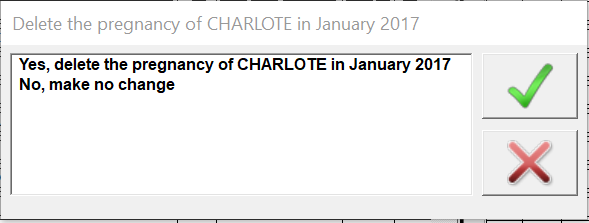 Delete the pregnancy of CHARLOTE in January 2017
Yes, delete the pregnancy of CHARLOTE in January 2017
No, make no change